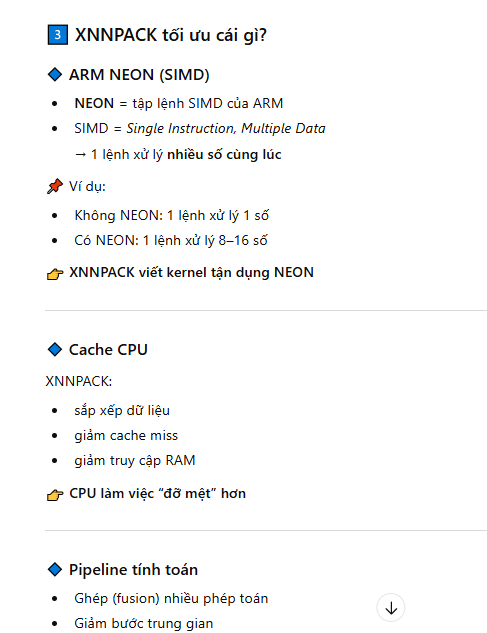 3 XNNPACK tối ưu cái gì?
ARM NEON (SIMD)
NEON = tập lệnh SIMD của ARM
SIMD = Single Instruction, Multiple Data
→ 1 lệnh xử lý nhiều số cùng lúc
Ví dụ:
Không NEON: 1 lệnh xử lý 1 số
Có NEON: 1 lệnh xử lý 8–16 số
XNNPACK viết kernel tận dụng NEON
Cache CPU
XNNPACK:
sắp xếp dữ liệu
giảm cache miss
giảm truy cập RAM
CPU làm việc “đỡ mệt” hơn
Pipeline tính toán
Ghép (fusion) nhiều phép toán
Giảm bước trung gian